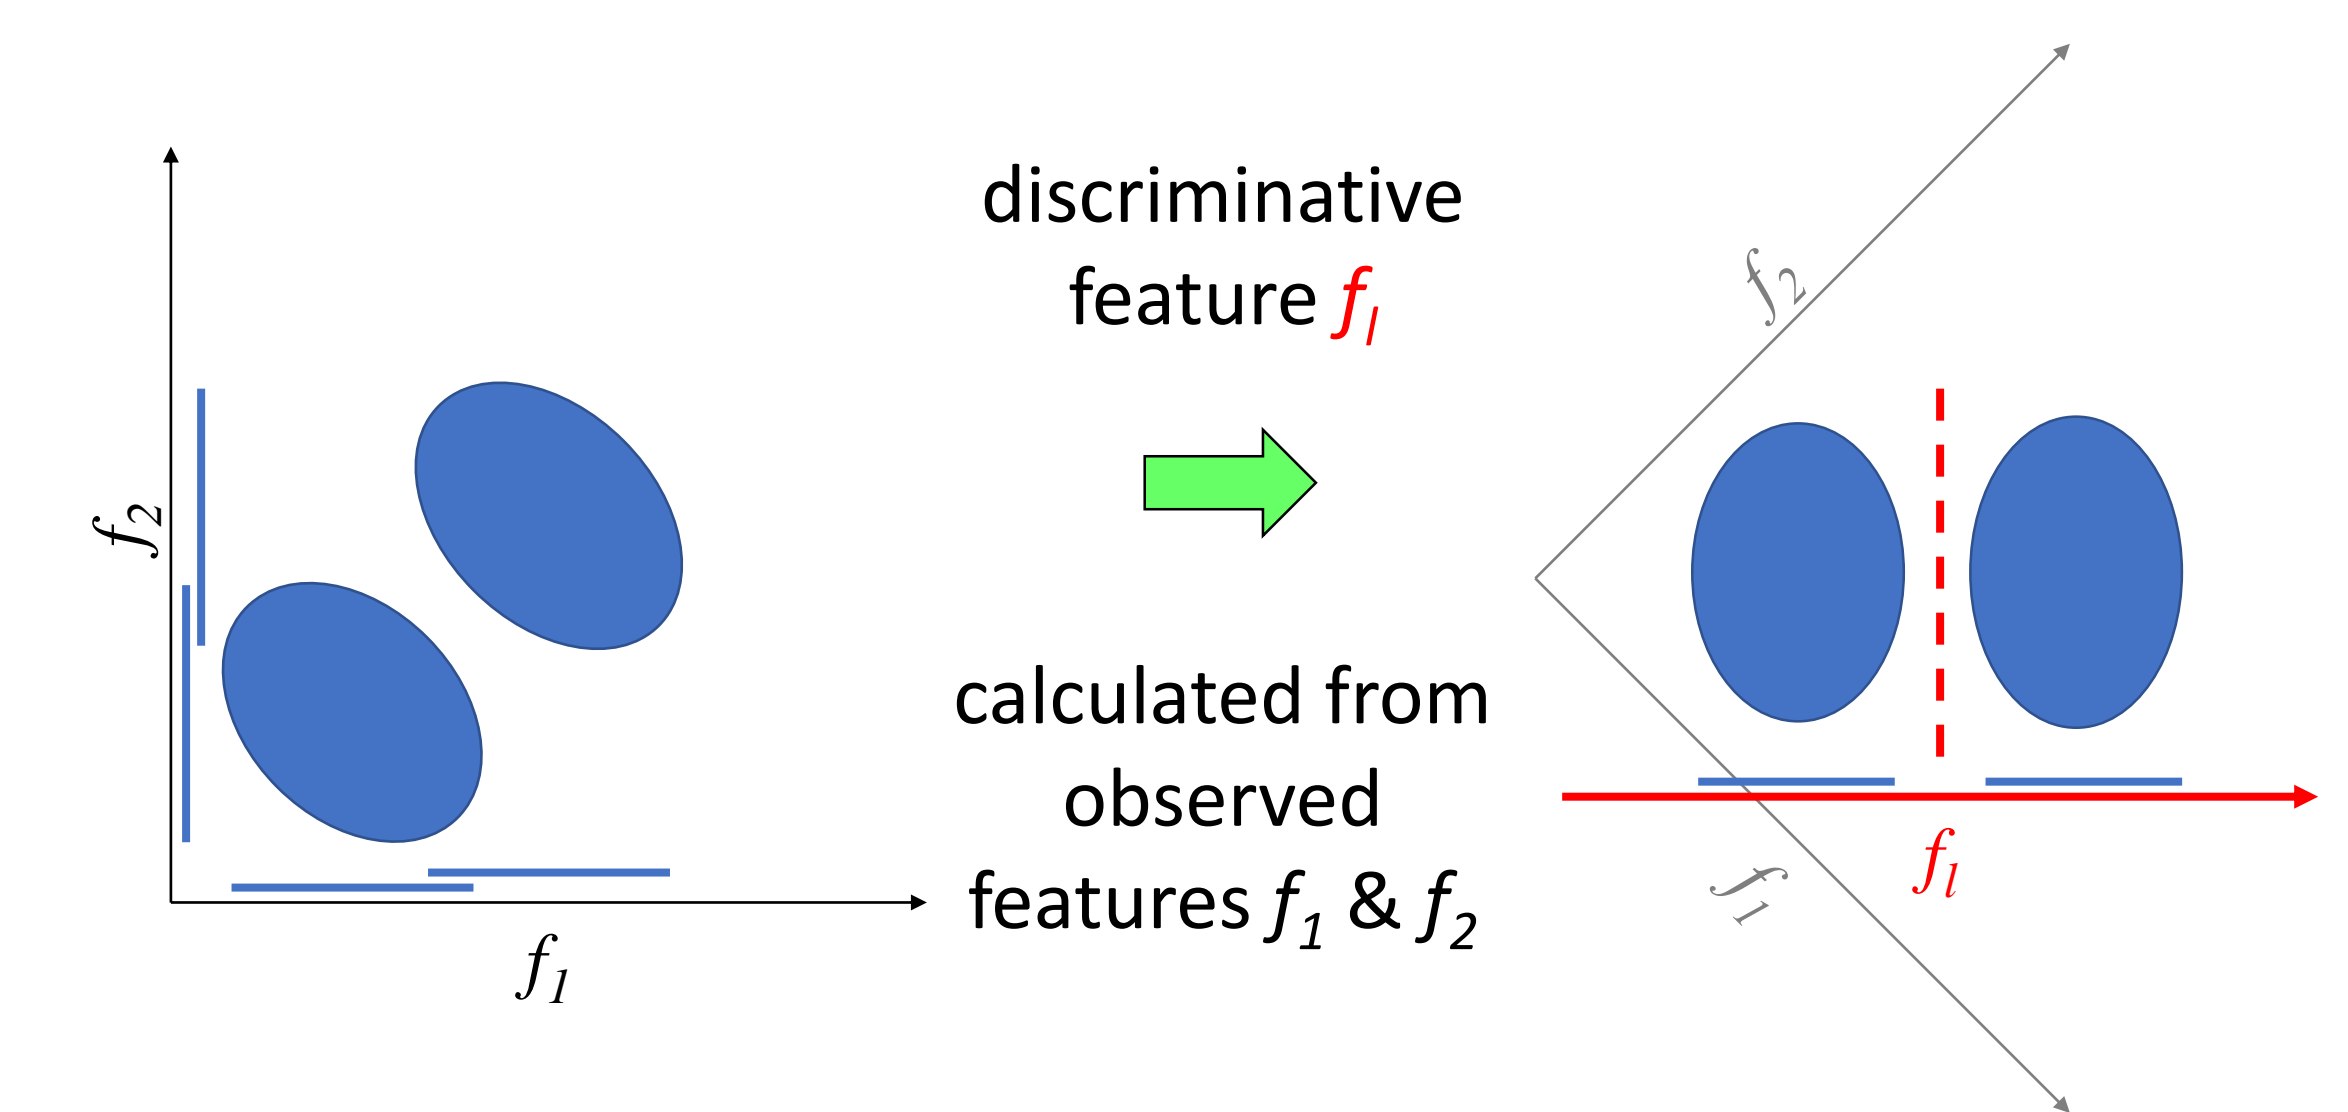 f2
f1
discriminative
feature fl
calculated from
observed
features f1 & f2
f2
f1
fl